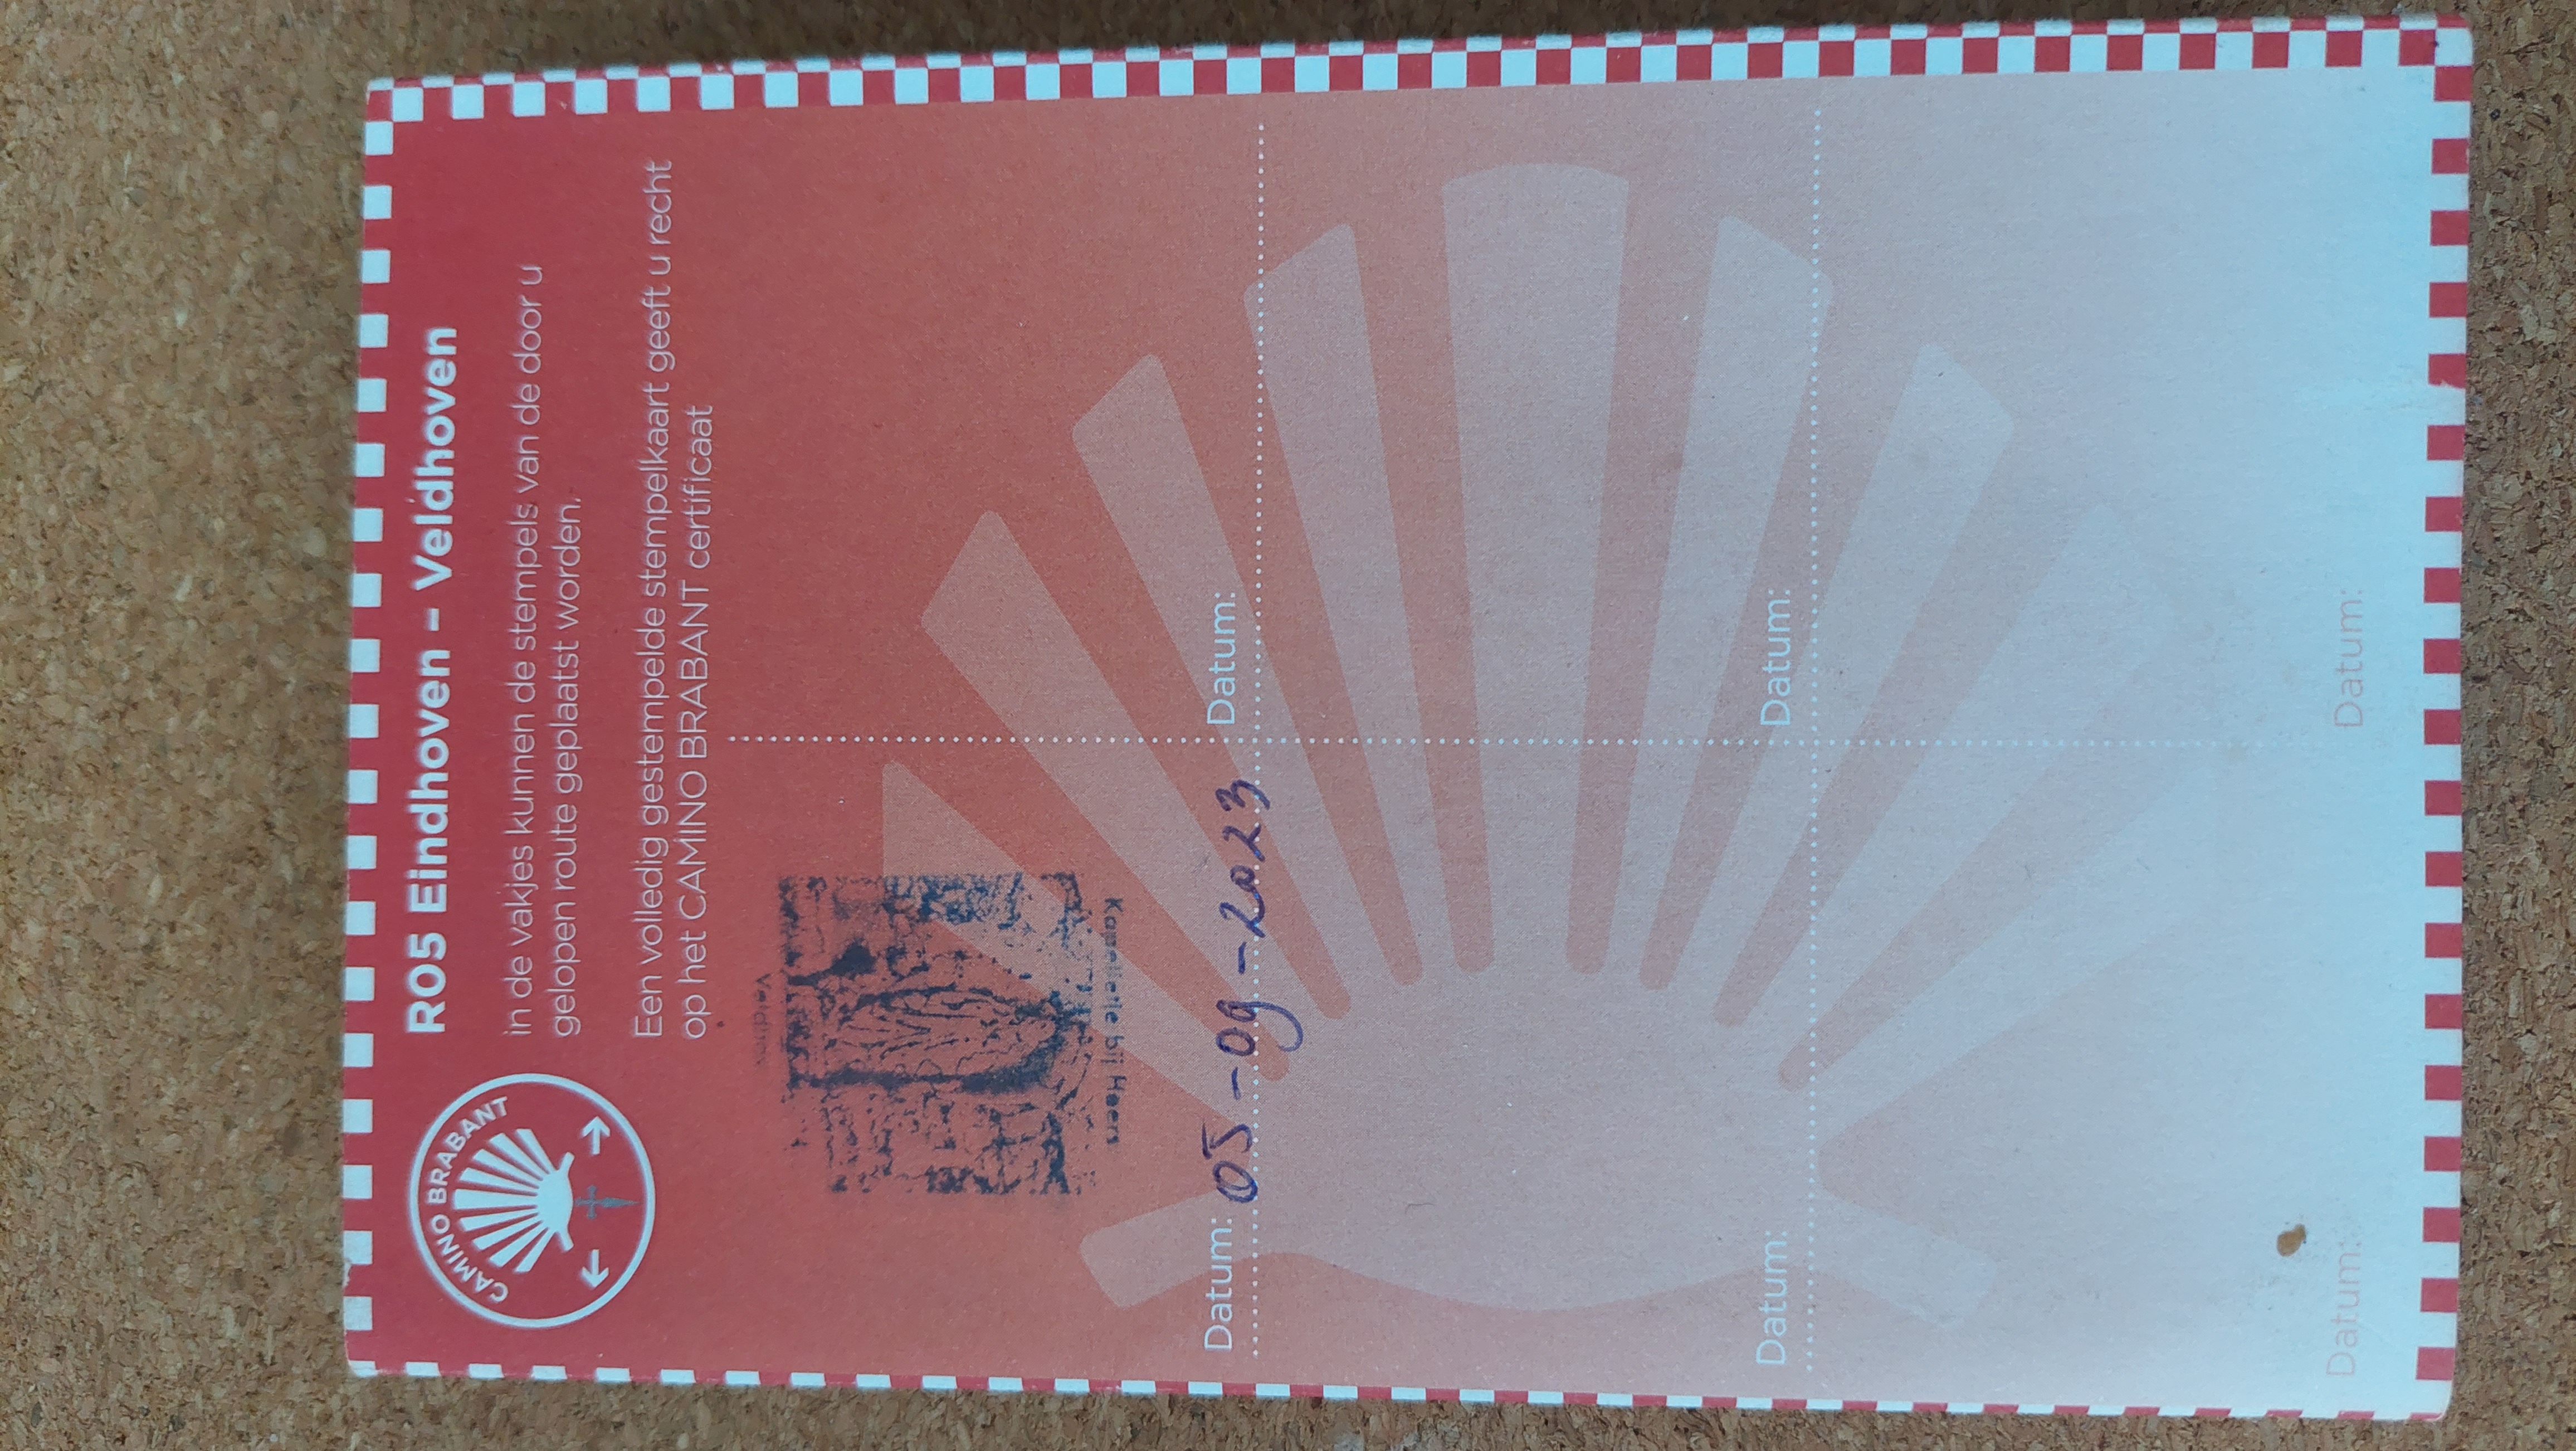 CAMINO BRABANT
R05 Eindhoven – Veldhoven
in de vakjes kunnen de stempels van de door u
gelopen route geplaatst worden.
Een volledig gestempelde stempelkaart geeft u recht
op het CAMINO BRABANT certificaat
Kapelletje bij Haers
Datum: 05-09-2023
Datum:
Datum:
Datum:
Datum:
Datum: